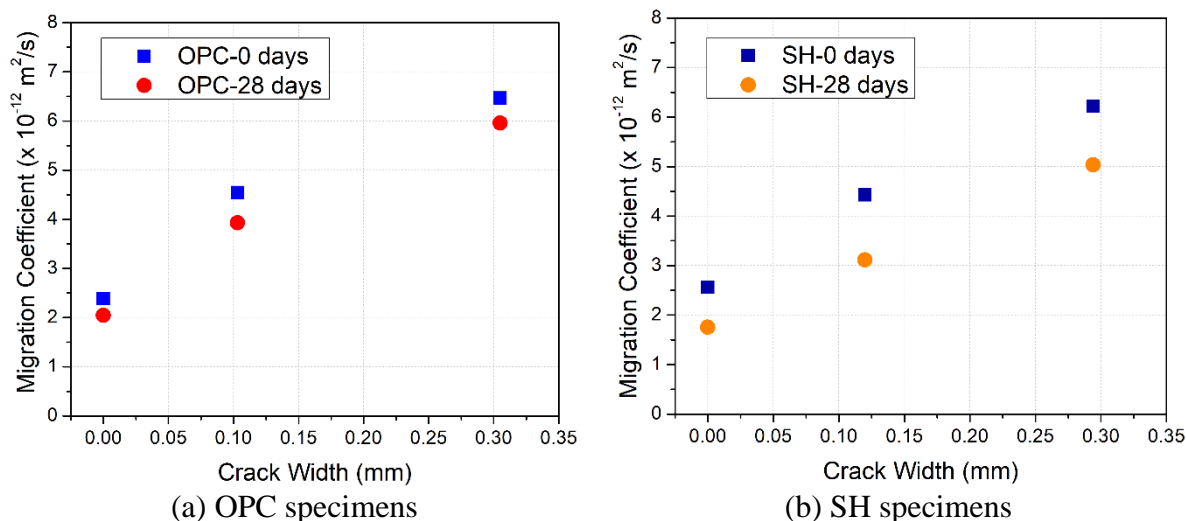 OPC-0 days
OPC-28 days
Migration Coefficient (x 10⁻¹² m²/s)
8
7
6
5
4
3
2
1
0
0.00 0.05 0.10 0.15 0.20 0.25 0.30 0.35
Crack Width (mm)
(a) OPC specimens
SH-0 days
SH-28 days
Migration Coefficient (x 10⁻¹² m²/s)
8
7
6
5
4
3
2
1
0
0.00 0.05 0.10 0.15 0.20 0.25 0.30 0.35
Crack Width (mm)
(b) SH specimens